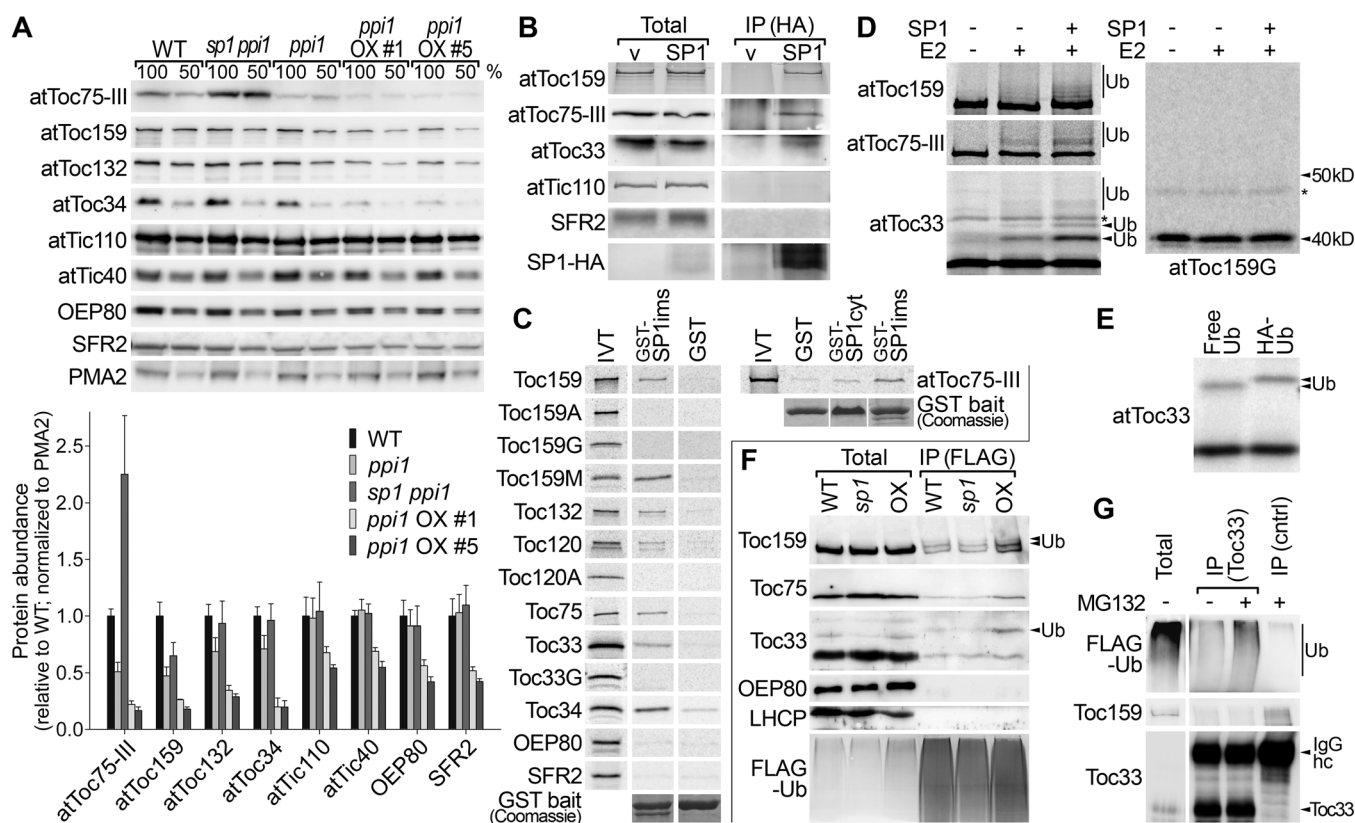 A
WT
sp1 ppi1
ppi1
ppi1 OX #1
ppi1 OX #5
100 50 100 50 100 50 100 50 100 50 %
atToc75-III
atToc159
atToc132
atToc34
atTic110
atTic40
OEP80
SFR2
PMA2
Protein abundance
(relative to WT; normalized to PMA2)
2.5
2.0
1.5
1.0
0.5
0.0
WT
ppi1
sp1 ppi1
ppi1 OX #1
ppi1 OX #5
atToc75-III
atToc159
atToc132
atToc34
atTic110
atTic40
OEP80
SFR2
B
Total IP (HA)
v SP1 v SP1
atToc159
atToc75-III
atToc33
atTic110
SFR2
SP1-HA
C
IVT
GST-SP1ims
GST
Toc159
Toc159A
Toc159G
Toc159M
Toc132
Toc120
Toc120A
Toc75
Toc33
Toc33G
Toc34
OEP80
SFR2
GST bait
(Coomassie)
IVT
GST
GST-SP1cyt
GST-SP1ims
atToc75-III
GST bait
(Coomassie)
D
SP1 - - + - - +
E2 - + + - + +
atToc159
Ub
atToc75-III
Ub
atToc33
Ub
*
Ub
Ub
50kD
*
40kD
atToc159G
E
Free Ub
HA-Ub
Ub
atToc33
F
Total IP (FLAG)
WT sp1 OX WT sp1 OX
Toc159
Ub
Toc75
Toc33
Ub
OEP80
LHCP
FLAG
-Ub
G
Total
IP (Toc33)
IP (cntrl)
MG132 - + +
FLAG
-Ub
Ub
Toc159
Toc33
IgG
hc
Toc33